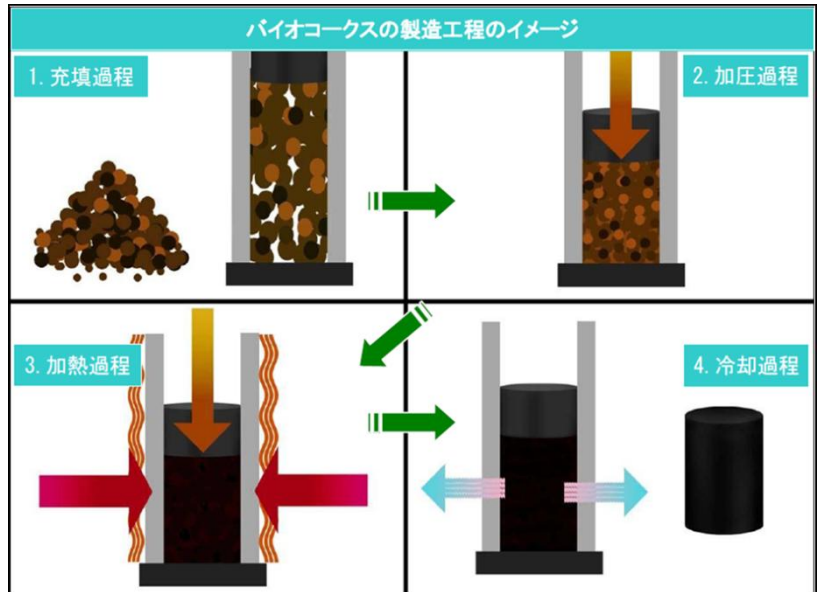 バイオコークスの製造工程のイメージ
1. 充填過程
2. 加圧過程
3. 加熱過程
4. 冷却過程